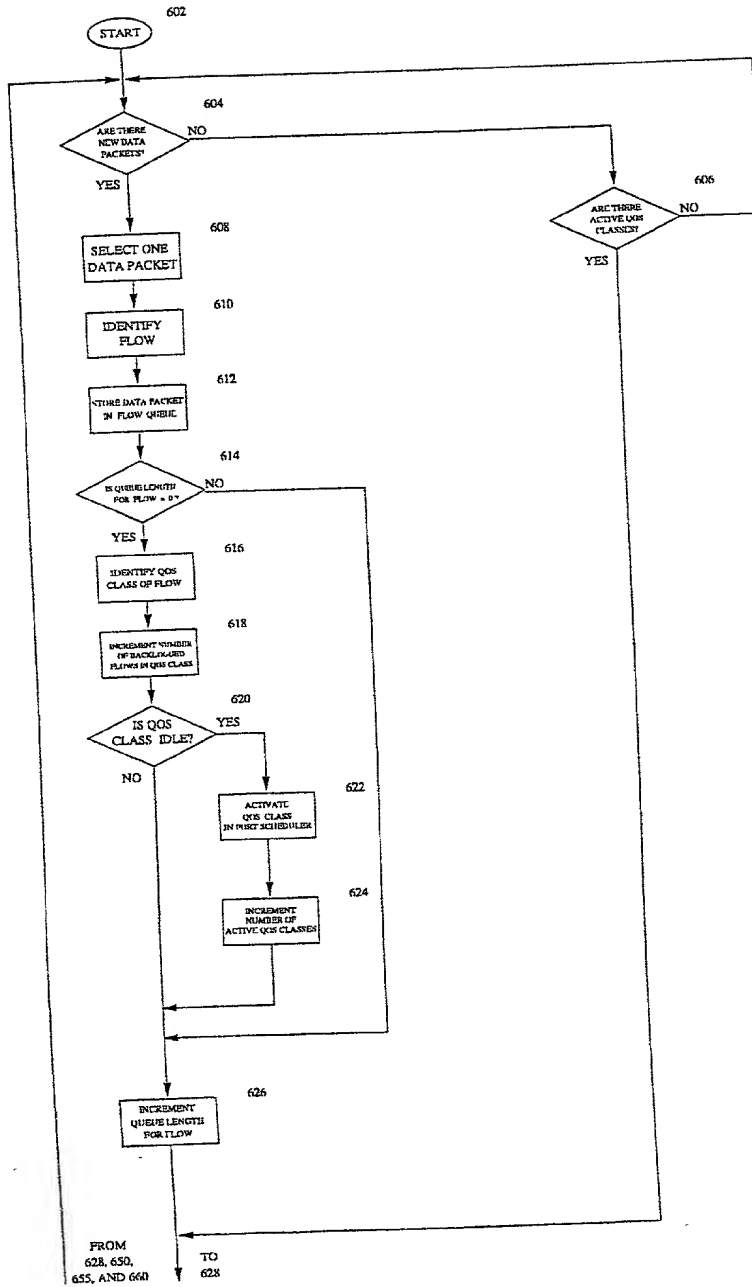 602
START
604
ARE THERE
NEW DATA
PACKETS?
NO
YES
606
ARE THERE
ACTIVE QOS
CLASSES?
NO
YES
608
SELECT ONE
DATA PACKET
610
IDENTIFY
FLOW
612
STORE DATA PACKET
IN FLOW QUEUE
614
IS QUEUE LENGTH
FOR FLOW = 0 ?
NO
YES
616
IDENTIFY QOS
CLASS OF FLOW
618
INCREMENT NUMBER
OF BACKLOGGED
FLOWS IN QOS CLASS
620
IS QOS
CLASS IDLE?
YES
NO
622
ACTIVATE
QOS CLASS
IN PORT SCHEDULER
624
INCREMENT
NUMBER OF
ACTIVE QOS CLASSES
626
INCREMENT
QUEUE LENGTH
FOR FLOW
FROM
628, 650,
655, AND 660
TO
628